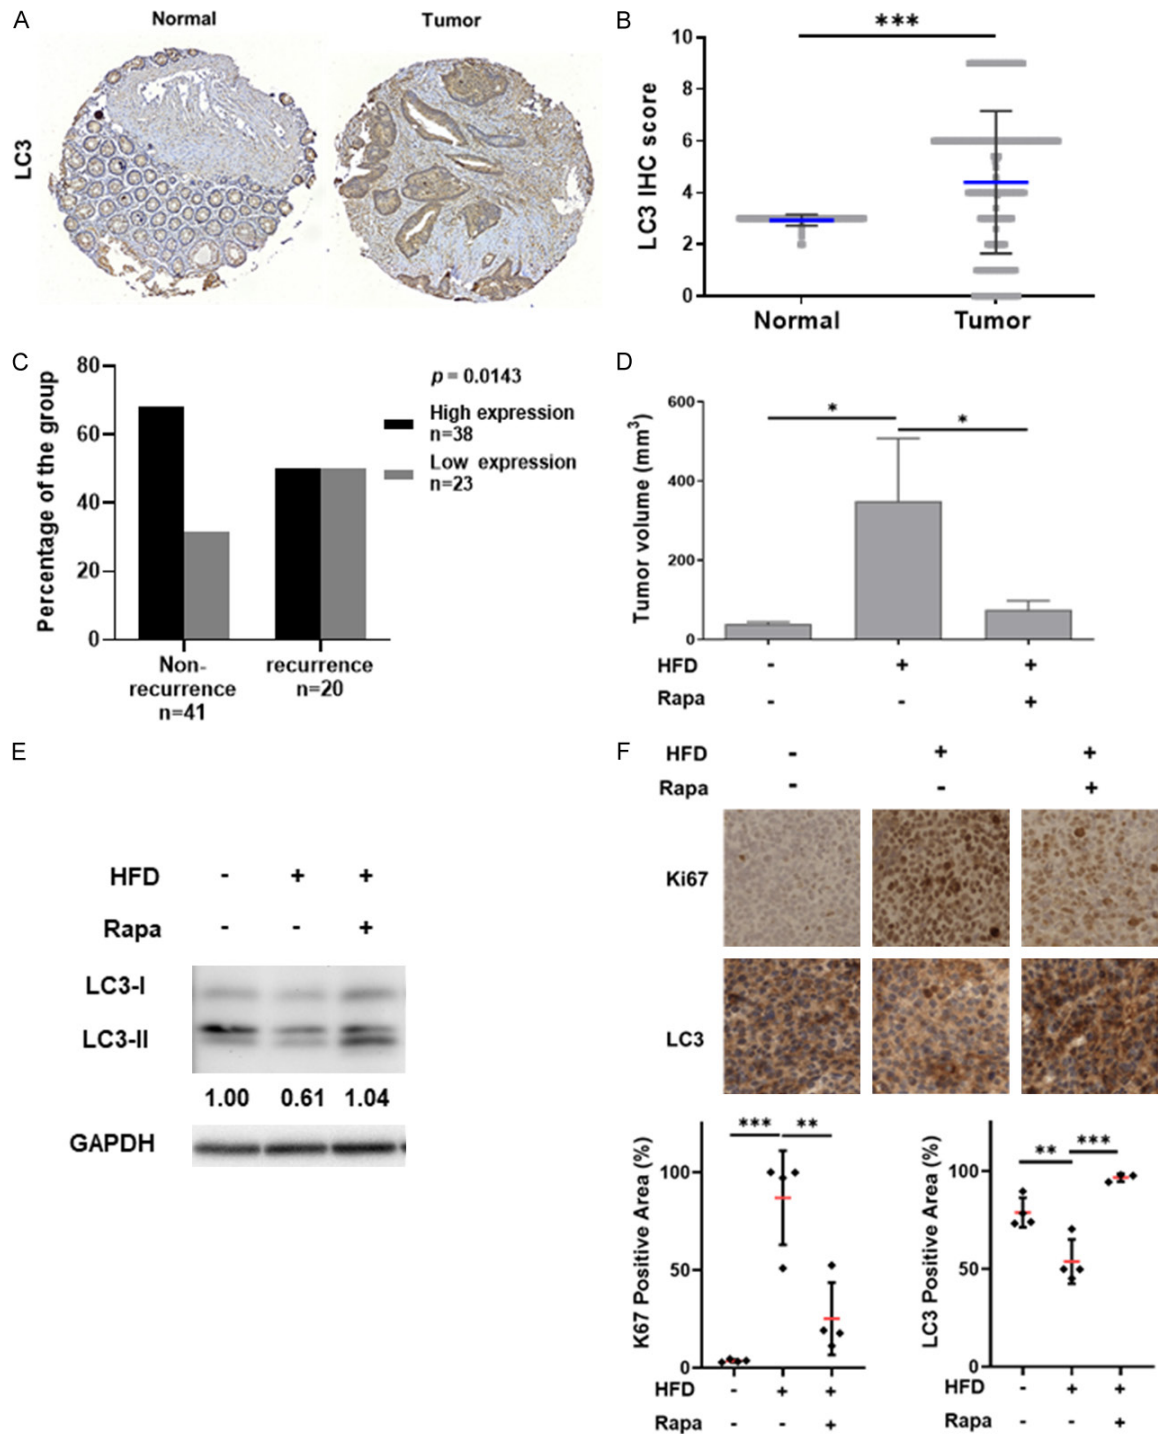 A
Normal
Tumor
LC3
B
***
LC3 IHC score
10
8
6
4
2
0
Normal
Tumor
C
Percentage of the group
80
60
40
20
0
p = 0.0143
High expression
n=38
Low expression
n=23
Non-
recurrence
n=41
recurrence
n=20
D
Tumor volume (mm³)
600
400
200
0
*
*
HFD - + +
Rapa - - +
E
HFD - + +
Rapa - - +
LC3-I
LC3-II
1.00 0.61 1.04
GAPDH
F
HFD - + +
Rapa - - +
Ki67
LC3
K67 Positive Area (%)
100
50
0
*** **
HFD - + +
Rapa - - +
LC3 Positive Area (%)
100
50
0
** ***
HFD - + +
Rapa - - +